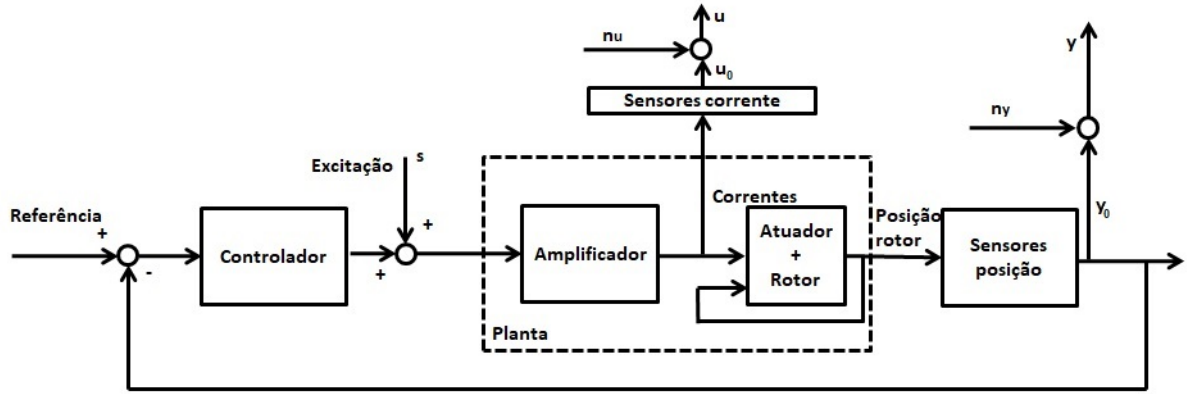 u
nu
u0
Sensores corrente
y
ny
y0
Excitação
s
+
Referência
+
-
Controlador
+
Amplificador
Correntes
Atuador
+
Rotor
Posição
rotor
Sensores
posição
Planta